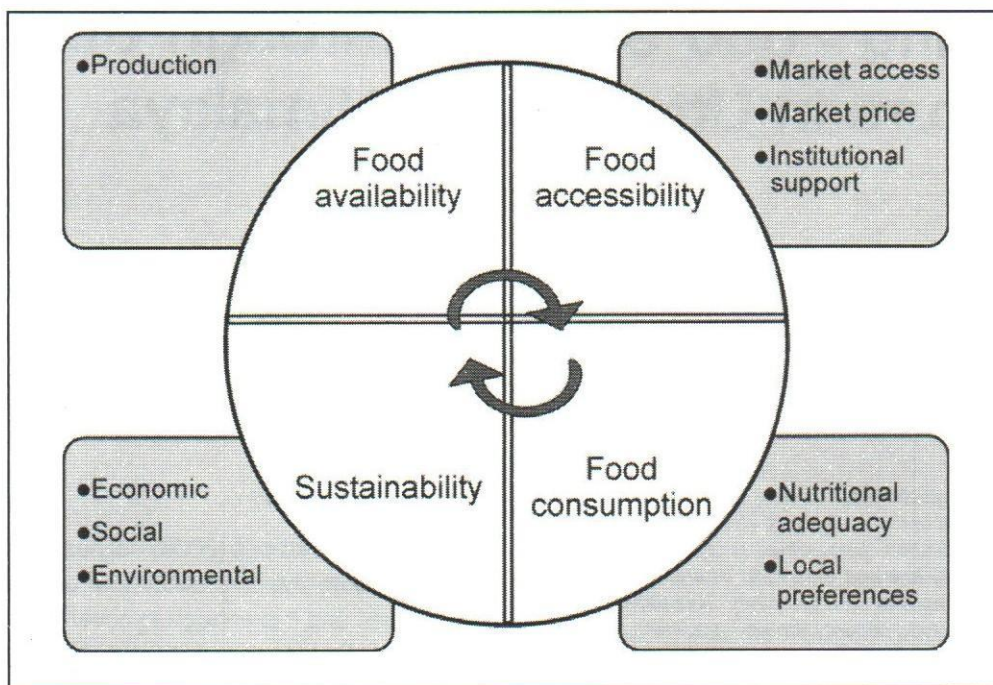 ●Production
●Market access
●Market price
●Institutional
support
Food
availability
Food
accessibility
Sustainability
Food
consumption
●Economic
●Social
●Environmental
●Nutritional
adequacy
●Local
preferences